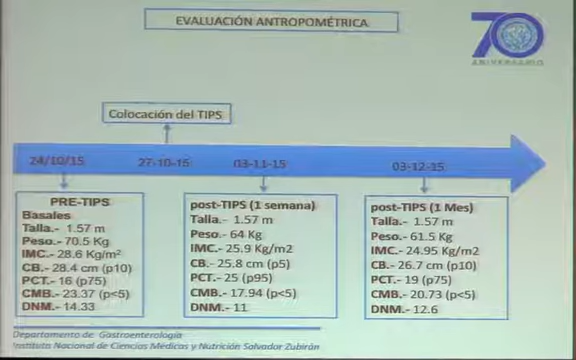 EVALUACIÓN ANTROPOMÉTRICA
70
ANIVERSARIO
Colocación del TIPS
24/10/15
27-10-15
03-11-15
03-12-15
PRE-TIPS
Basales
Talla.- 1.57 m
Peso.- 70.5 Kg
IMC.- 28.6 Kg/m²
CB.- 28.4 cm (p10)
PCT.- 16 (p75)
CMB.- 23.37 (p<5)
DNM.- 14.33
post-TIPS (1 semana)
Talla.- 1.57 m
Peso.- 64 Kg
IMC.- 25.9 Kg/m2
CB.- 25.8 cm (p5)
PCT.- 25 (p95)
CMB.- 17.94 (p<5)
DNM.- 11
post-TIPS (1 Mes)
Talla.- 1.57 m
Peso.- 61.5 Kg
IMC.- 24.95 Kg/m2
CB.- 26.7 cm (p10)
PCT.- 19 (p75)
CMB.- 20.73 (p<5)
DNM.- 12.6
Departamento de Gastroenterología
Instituto Nacional de Ciencias Médicas y Nutrición Salvador Zubirán